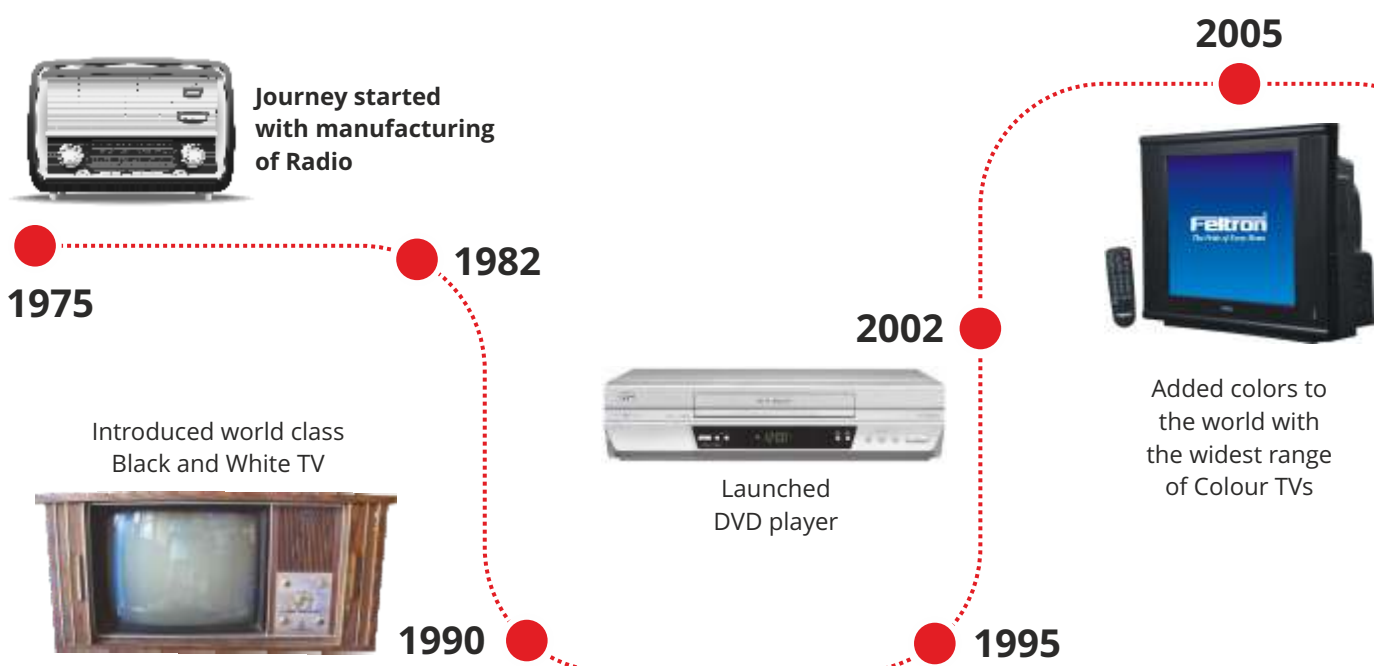 2005
Journey started
with manufacturing
of Radio
1982
1975
Feltron
2002
Added colors to
the world with
the widest range
of Colour TVs
Introduced world class
Black and White TV
Launched
DVD player
1990
1995